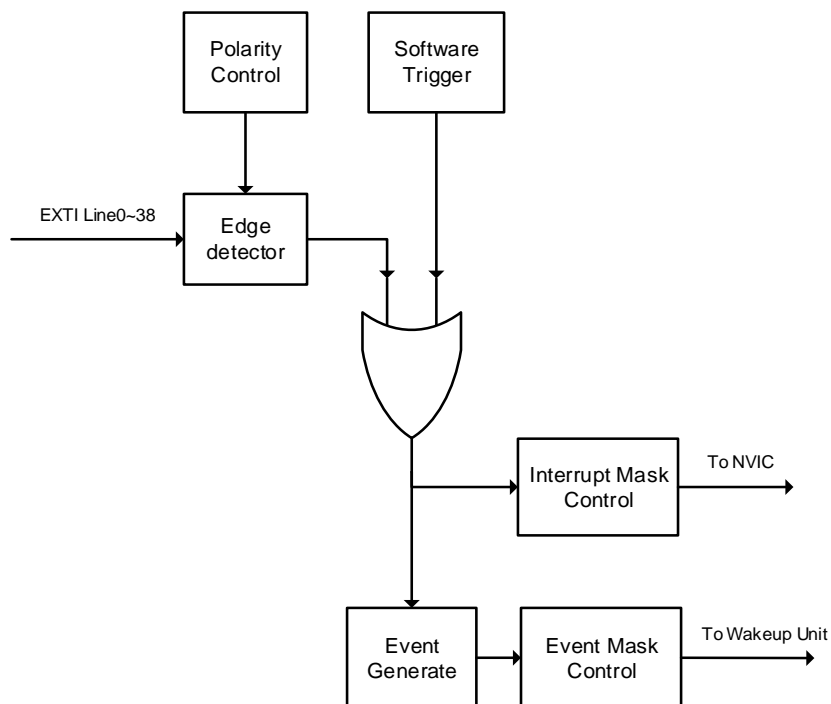 Polarity
Control
Software
Trigger
EXTI Line0~38
Edge
detector
Interrupt Mask
Control
To NVIC
Event
Generate
Event Mask
Control
To Wakeup Unit